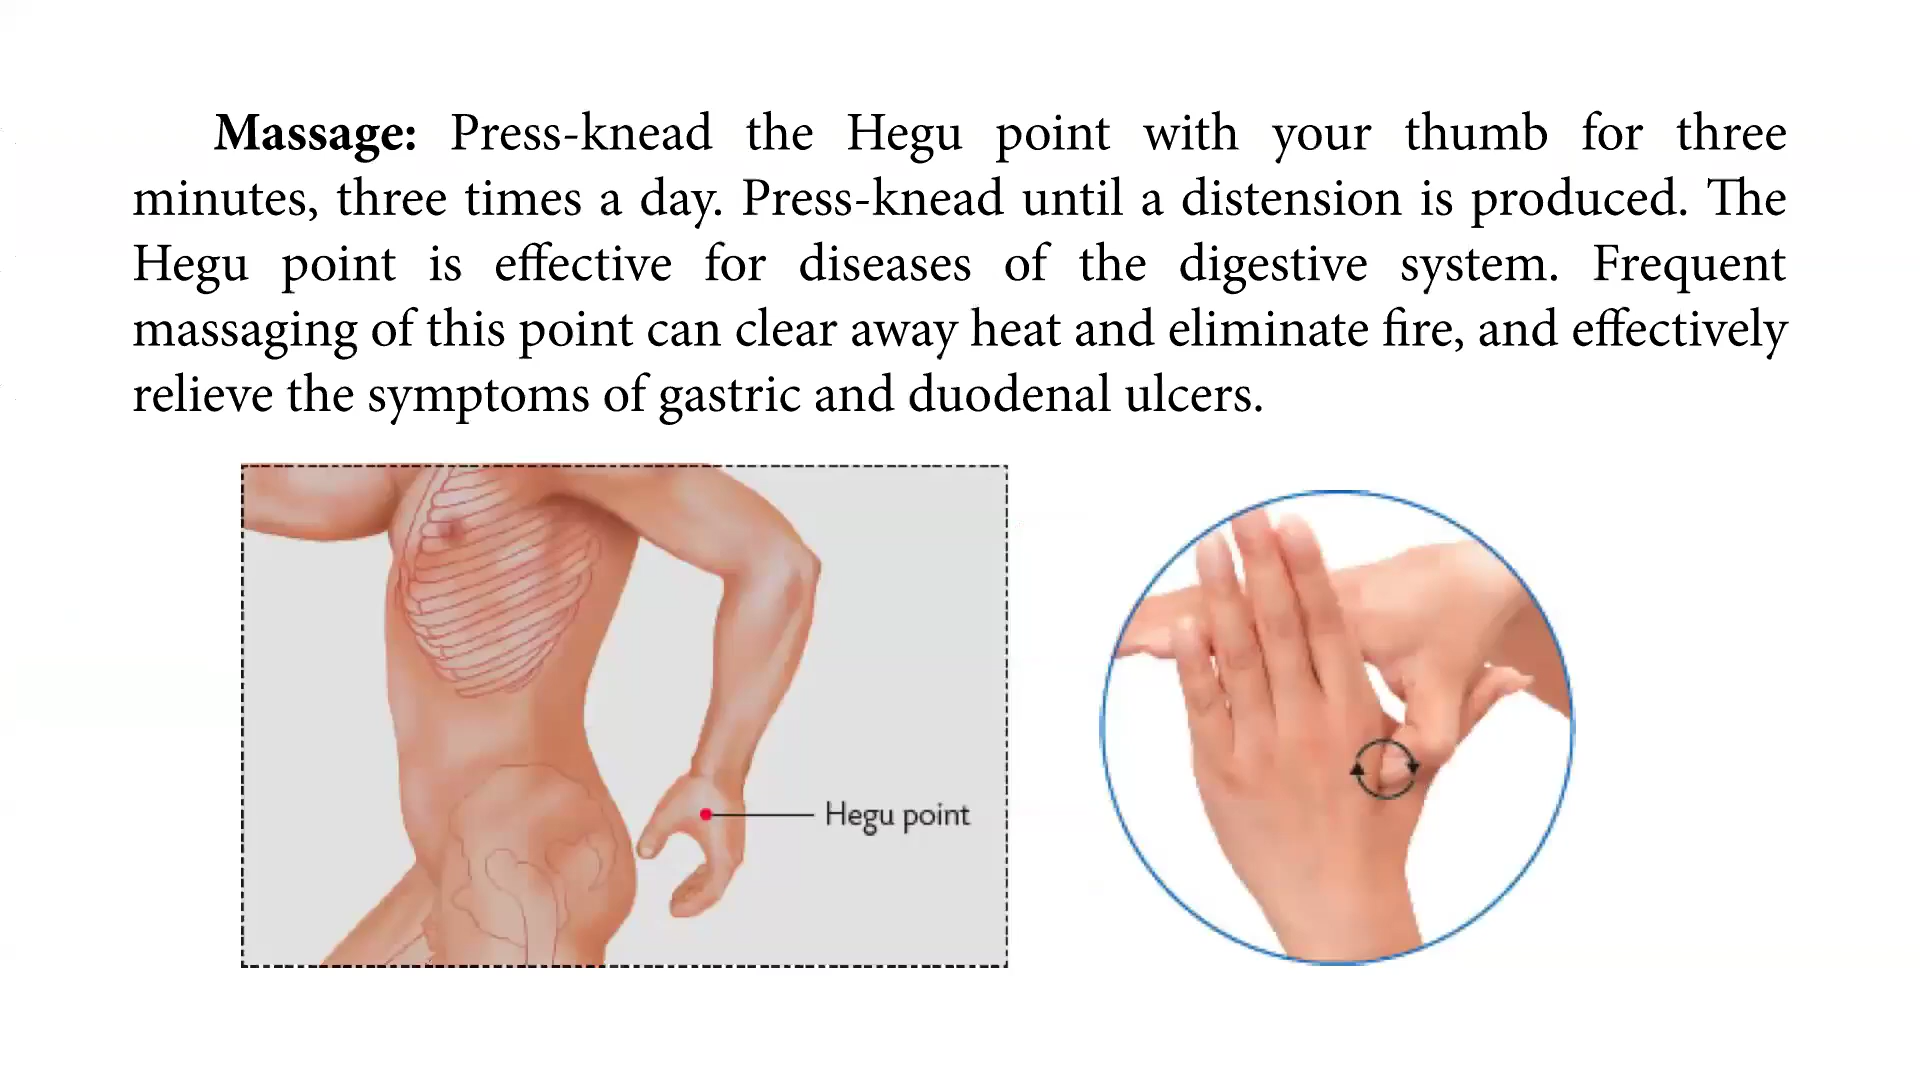 Massage: Press-knead the Hegu point with your thumb for three
minutes, three times a day. Press-knead until a distension is produced. The
Hegu point is effective for diseases of the digestive system. Frequent
massaging of this point can clear away heat and eliminate fire, and effectively
relieve the symptoms of gastric and duodenal ulcers.
Hegu point